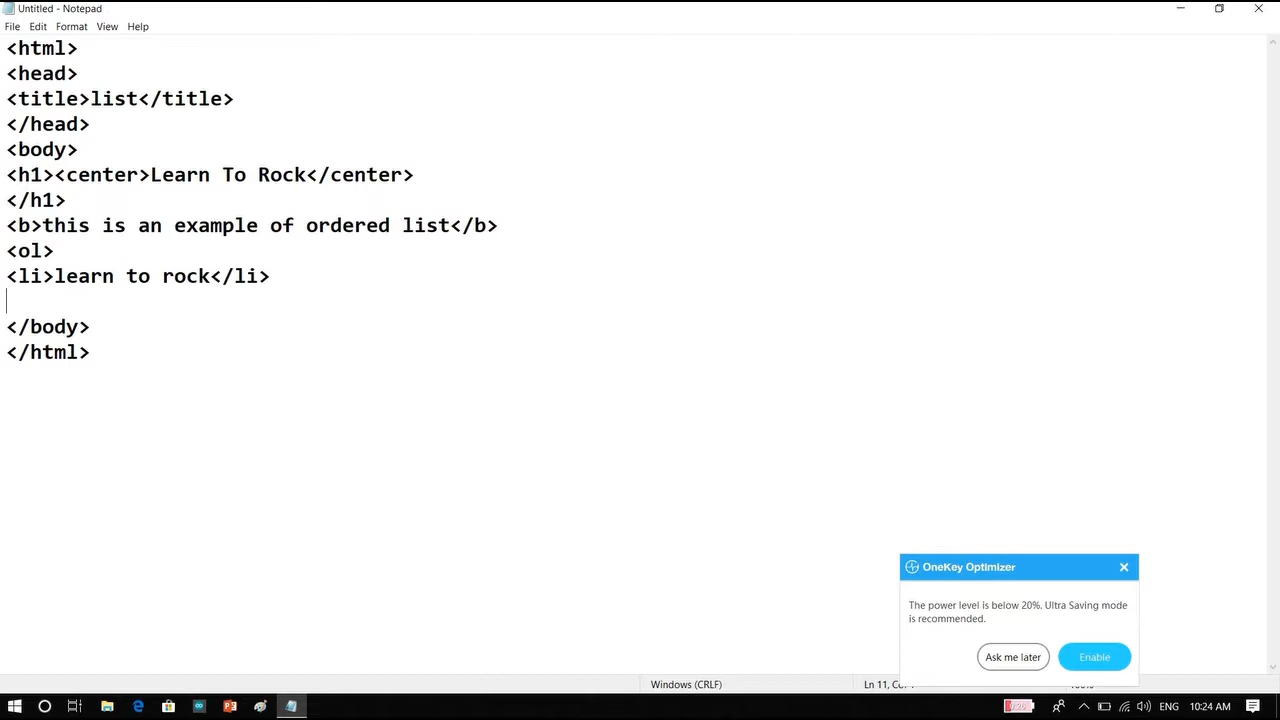 Untitled - Notepad
File Edit Format View Help
<html>
<head>
<title>list</title>
</head>
<body>
<h1><center>Learn To Rock</center>
</h1>
<b>this is an example of ordered list</b>
<ol>
<li>learn to rock</li>
</body>
</html>
OneKey Optimizer
The power level is below 20%. Ultra Saving mode
is recommended.
Ask me later Enable
Windows (CRLF) Ln 11,
ENG 10:24 AM